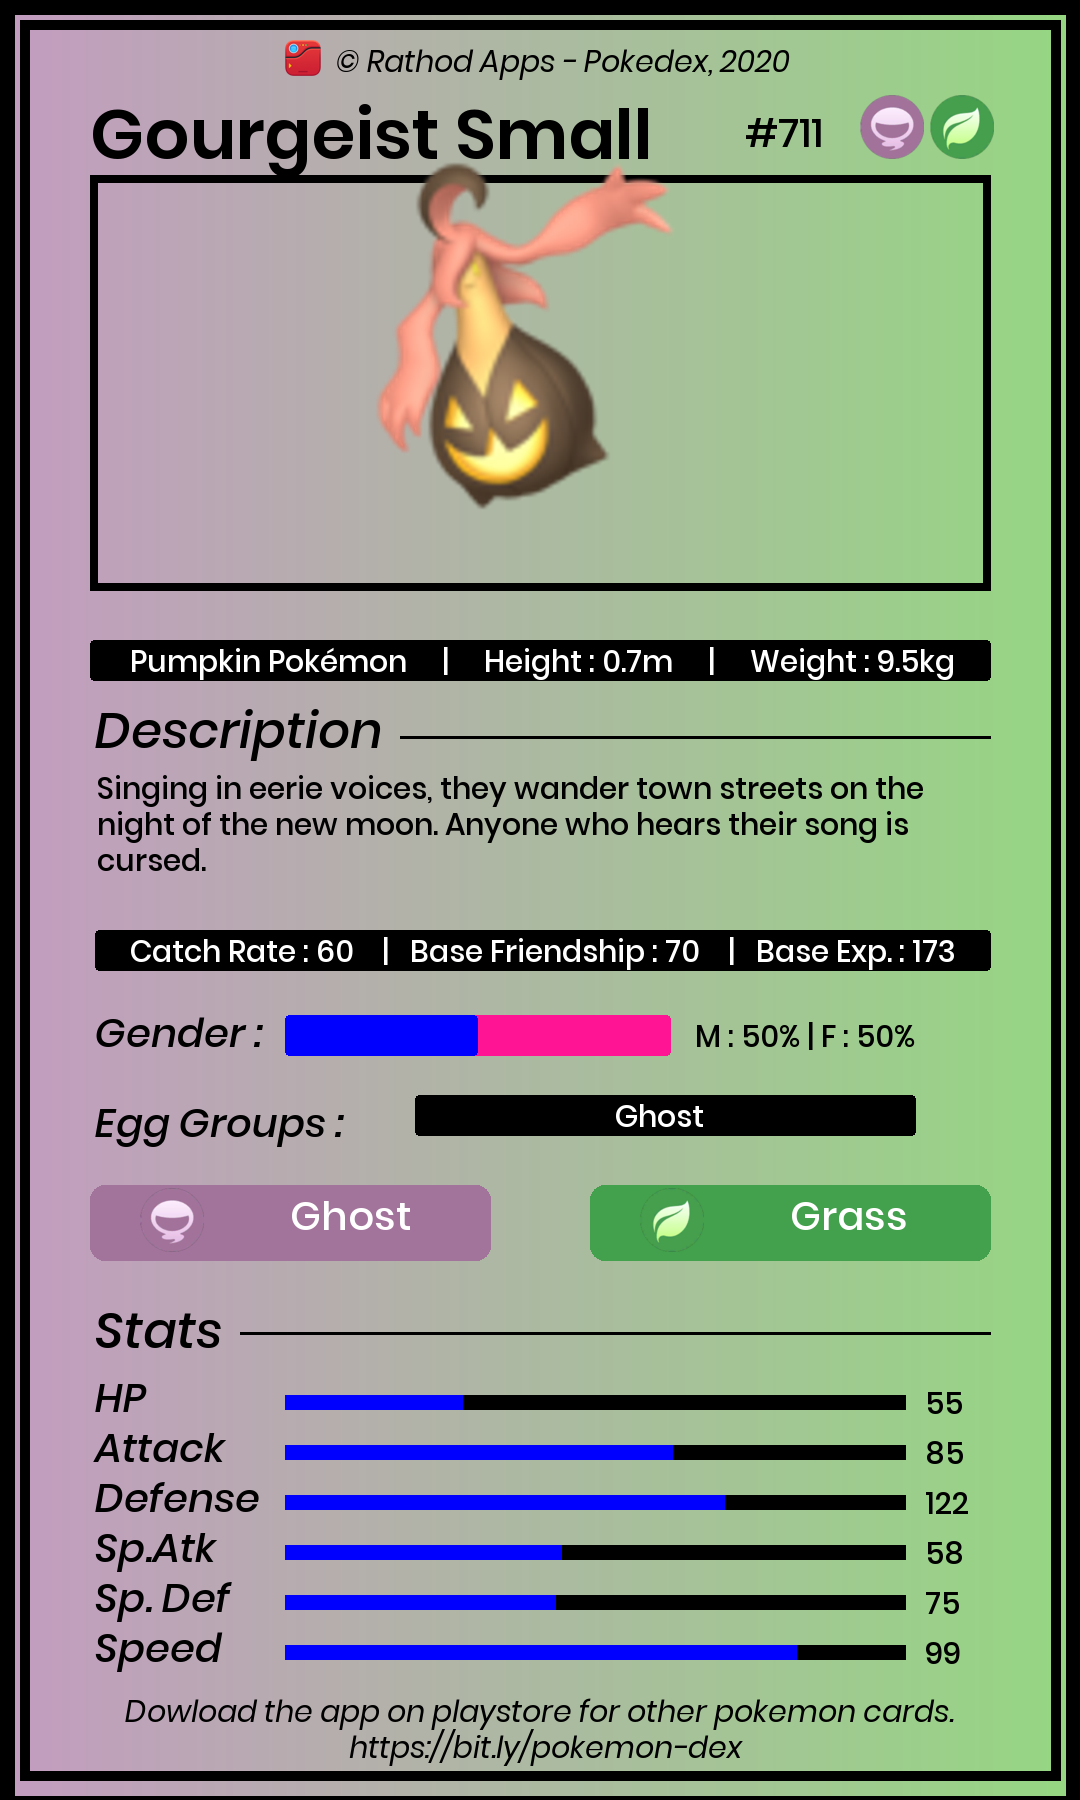 © Rathod Apps - Pokedex, 2020
Gourgeist Small #711
Pumpkin Pokémon | Height : 0.7m | Weight : 9.5kg
Description
Singing in eerie voices, they wander town streets on the
night of the new moon. Anyone who hears their song is
cursed.
Catch Rate : 60 | Base Friendship : 70 | Base Exp. : 173
Gender : M : 50% | F : 50%
Egg Groups : Ghost
Ghost Grass
Stats
HP 55
Attack 85
Defense 122
Sp.Atk 58
Sp. Def 75
Speed 99
Dowload the app on playstore for other pokemon cards.
https://bit.ly/pokemon-dex